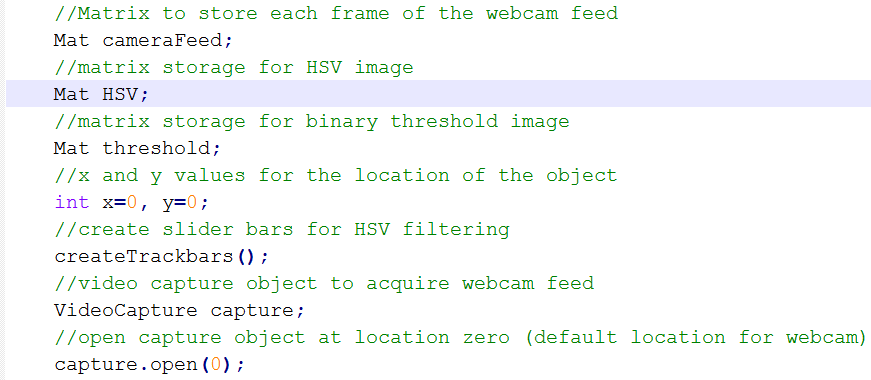 //Matrix to store each frame of the webcam feed
Mat cameraFeed;
//matrix storage for HSV image
Mat HSV;
//matrix storage for binary threshold image
Mat threshold;
//x and y values for the location of the object
int x=0, y=0;
//create slider bars for HSV filtering
createTrackbars();
//video capture object to acquire webcam feed
VideoCapture capture;
//open capture object at location zero (default location for webcam)
capture.open(0);